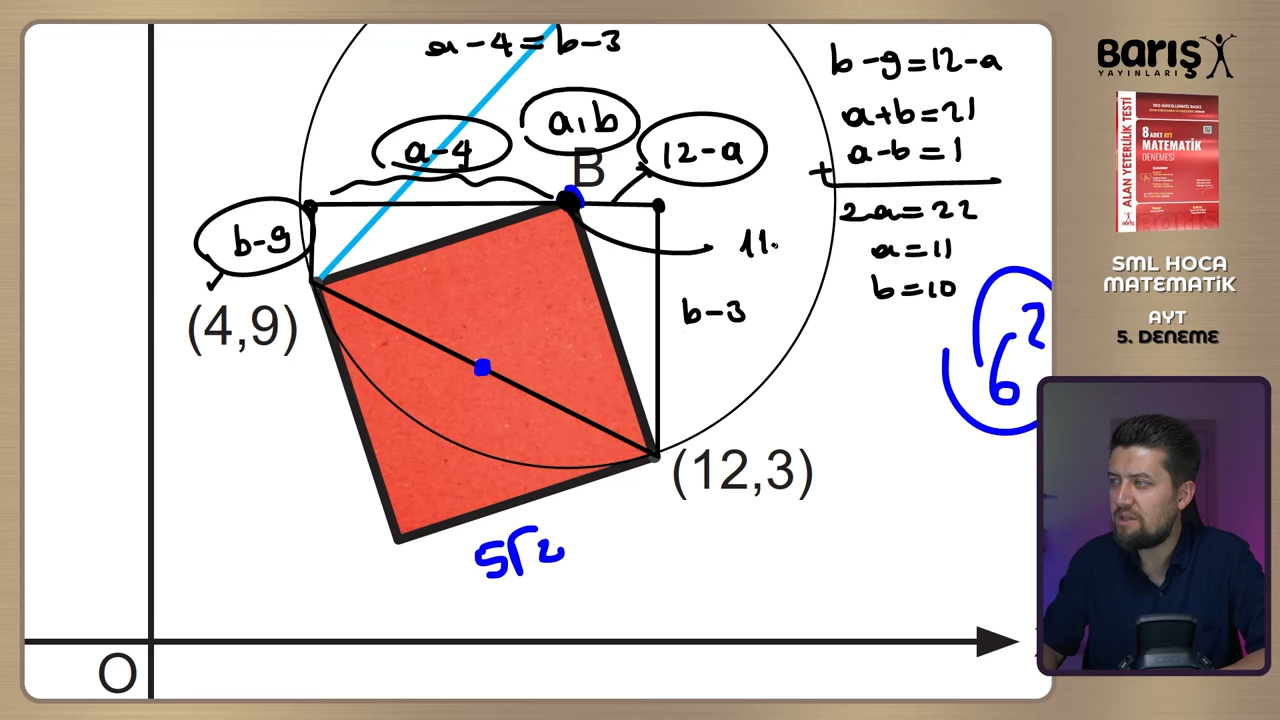 a-4=b-3
a,b
B
a-4
12-a
b-9
11.
b-3
(4,9)
(12,3)
5√2
O
b-9=12-a
a+b=21
a-b=1
+
2a=22
a=11
b=10
6²
BARIŞ
YAYINLARI
ALAN YETERLİLİK TESTİ
8 ADET AYT
MATEMATİK
DENEMESİ
SML HOCA
MATEMATİK
AYT
5. DENEME